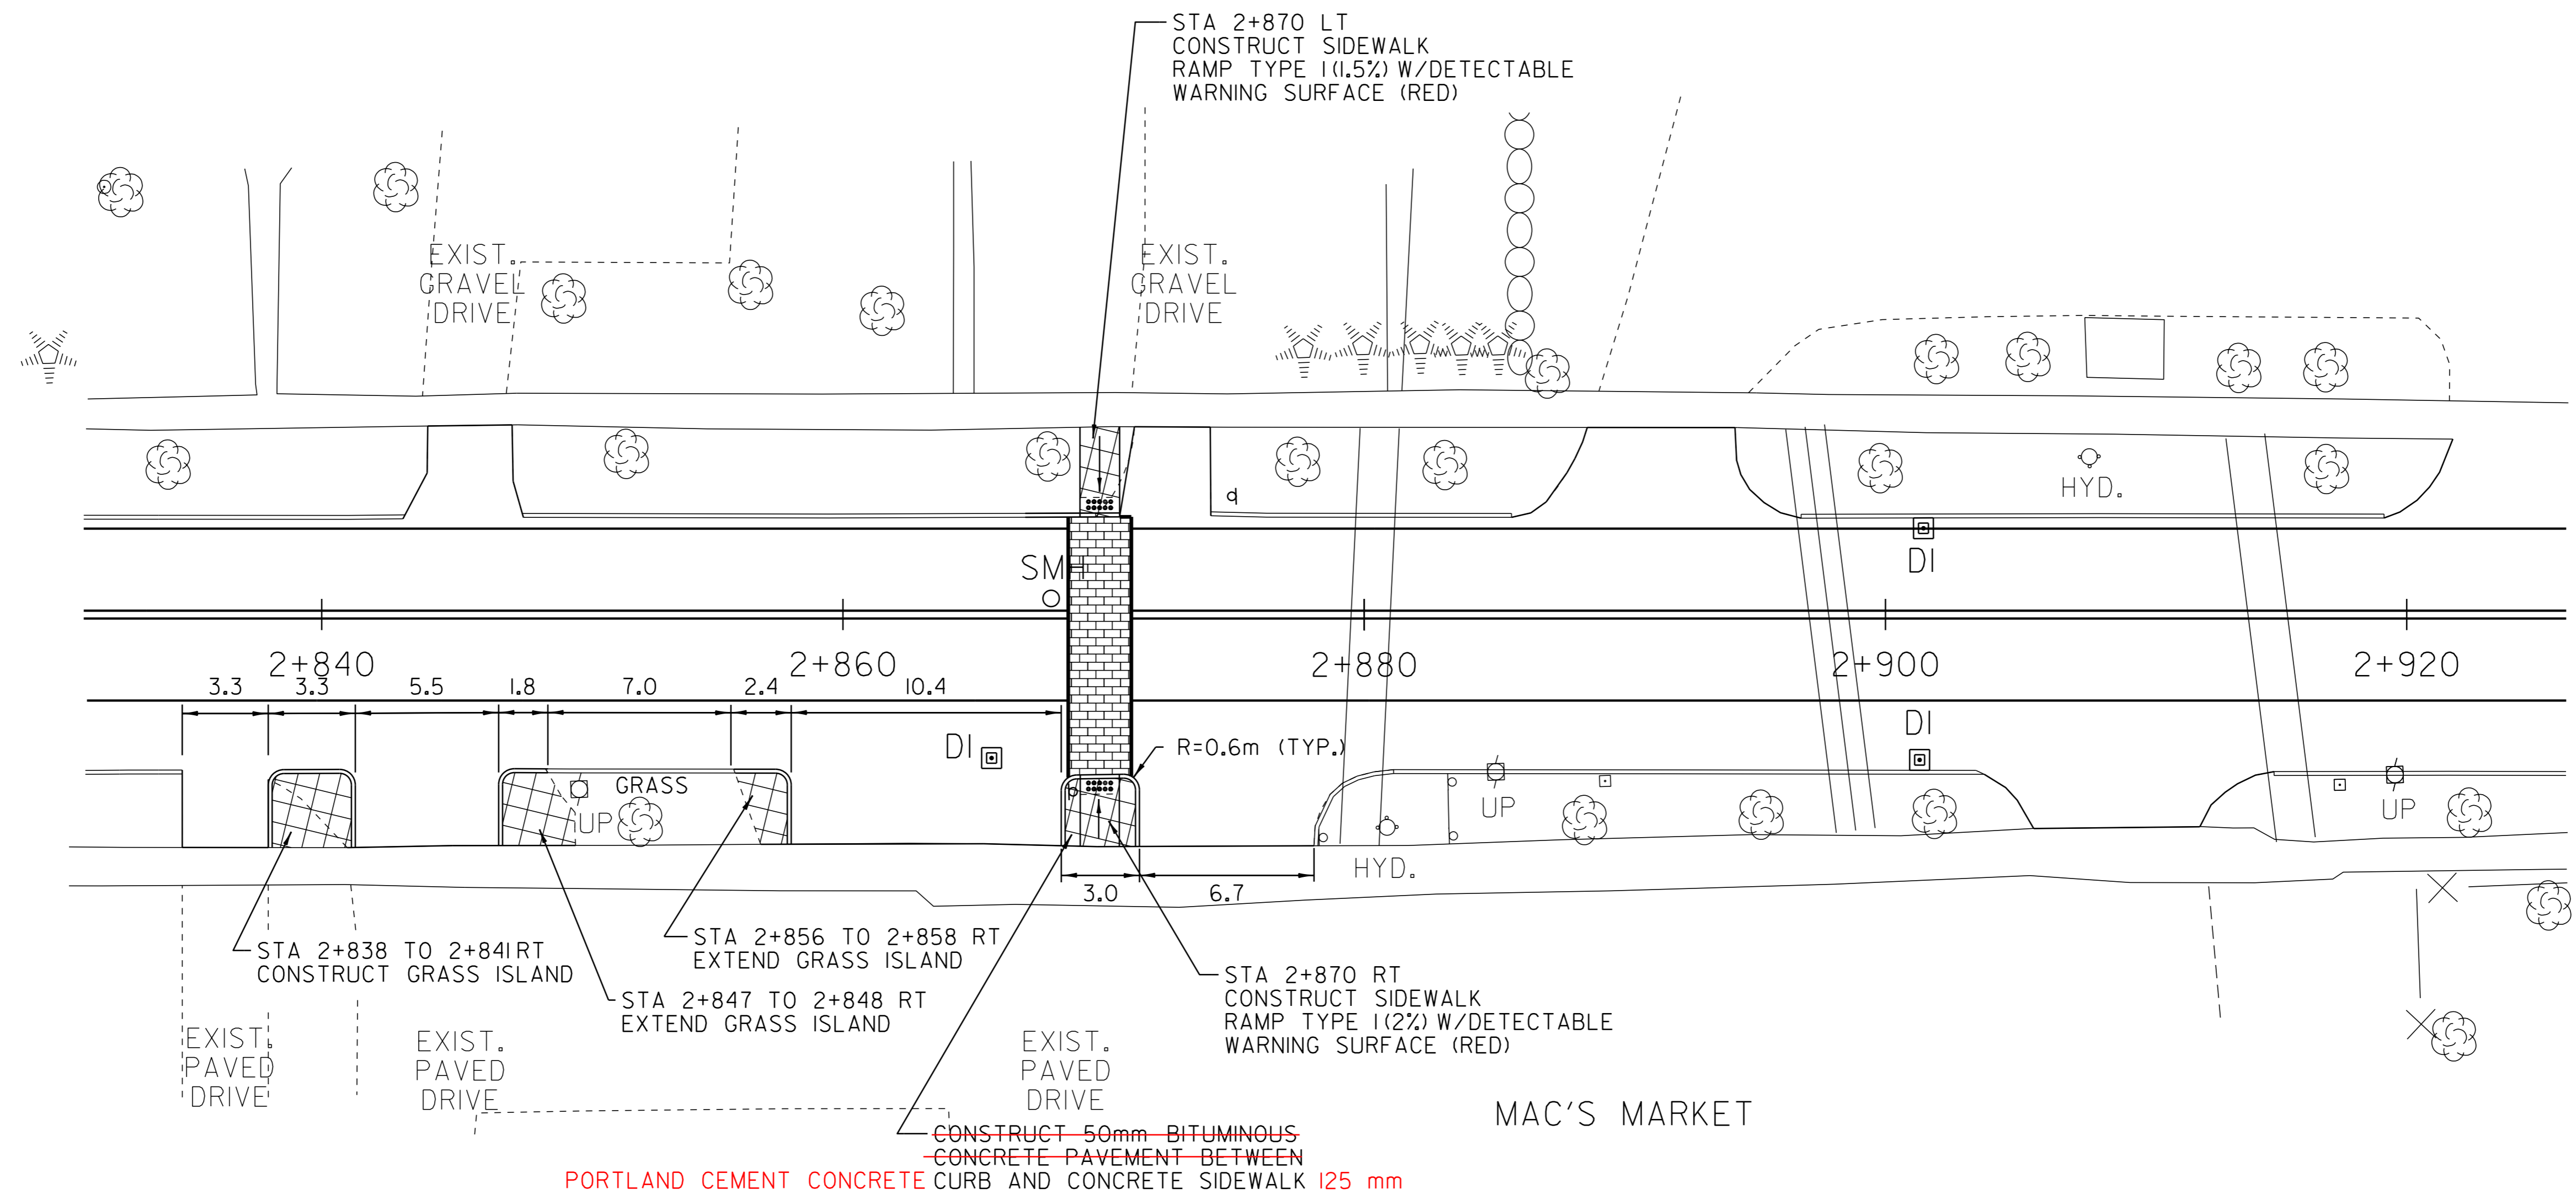 STA 2+870 LT
CONSTRUCT SIDEWALK
RAMP TYPE 1(1.5%) W/DETECTABLE
WARNING SURFACE (RED)
EXIST.
GRAVEL
DRIVE
EXIST.
GRAVEL
DRIVE
HYD.
SMH
DI
2+840
2+860
2+880
2+900
2+920
3.3
3.3
5.5
1.8
7.0
2.4
10.4
DI
DI
R=0.6m (TYP.)
GRASS
UP
UP
UP
HYD.
3.0
6.7
STA 2+838 TO 2+841RT
CONSTRUCT GRASS ISLAND
STA 2+856 TO 2+858 RT
EXTEND GRASS ISLAND
STA 2+847 TO 2+848 RT
EXTEND GRASS ISLAND
STA 2+870 RT
CONSTRUCT SIDEWALK
RAMP TYPE 1(2%) W/DETECTABLE
WARNING SURFACE (RED)
EXIST.
PAVED
DRIVE
EXIST.
PAVED
DRIVE
EXIST.
PAVED
DRIVE
MAC'S MARKET
CONSTRUCT 50mm BITUMINOUS
CONCRETE PAVEMENT BETWEEN
PORTLAND CEMENT CONCRETE CURB AND CONCRETE SIDEWALK 125 mm